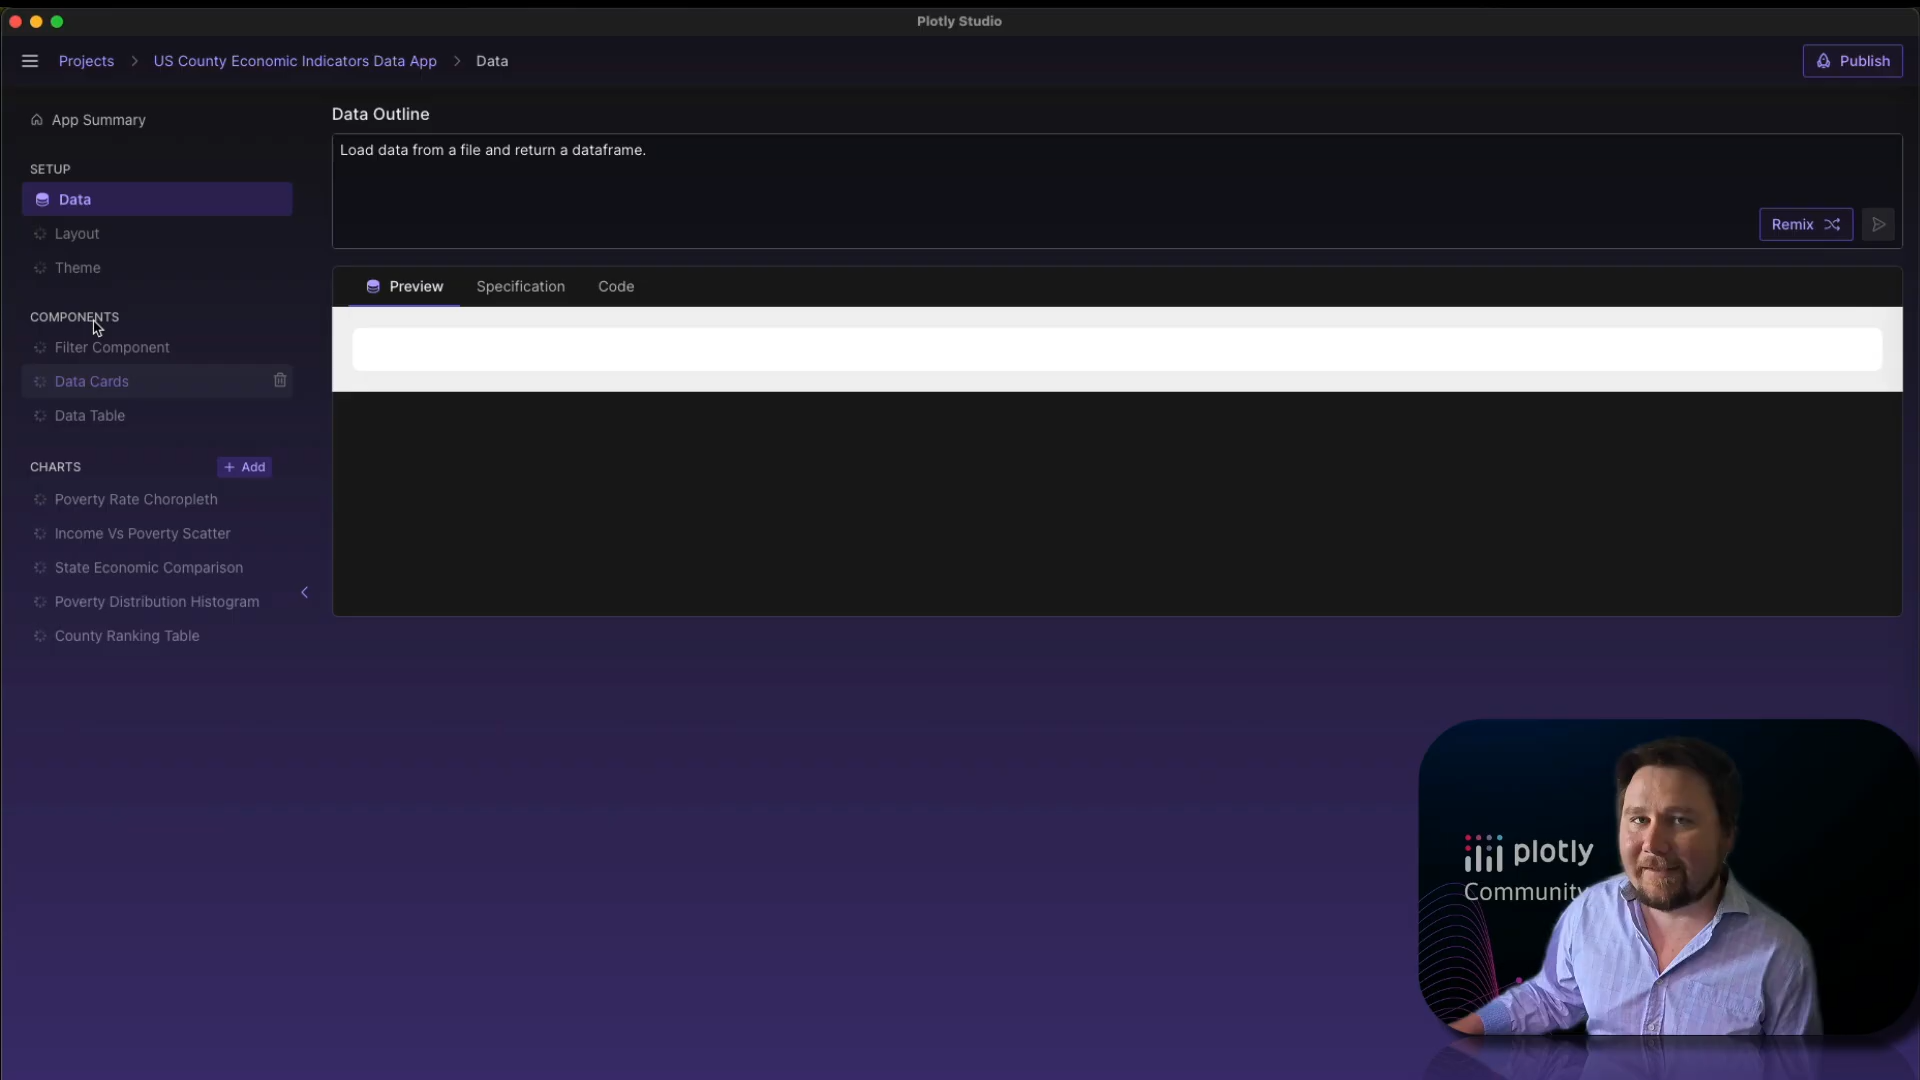 Plotly Studio
Projects > US County Economic Indicators Data App > Data
Publish
App Summary
SETUP
Data
Layout
Theme
COMPONENTS
Filter Component
Data Cards
Data Table
CHARTS
+ Add
Poverty Rate Choropleth
Income Vs Poverty Scatter
State Economic Comparison
Poverty Distribution Histogram
County Ranking Table
Data Outline
Load data from a file and return a dataframe.
Remix
Preview Specification Code
plotly
Community